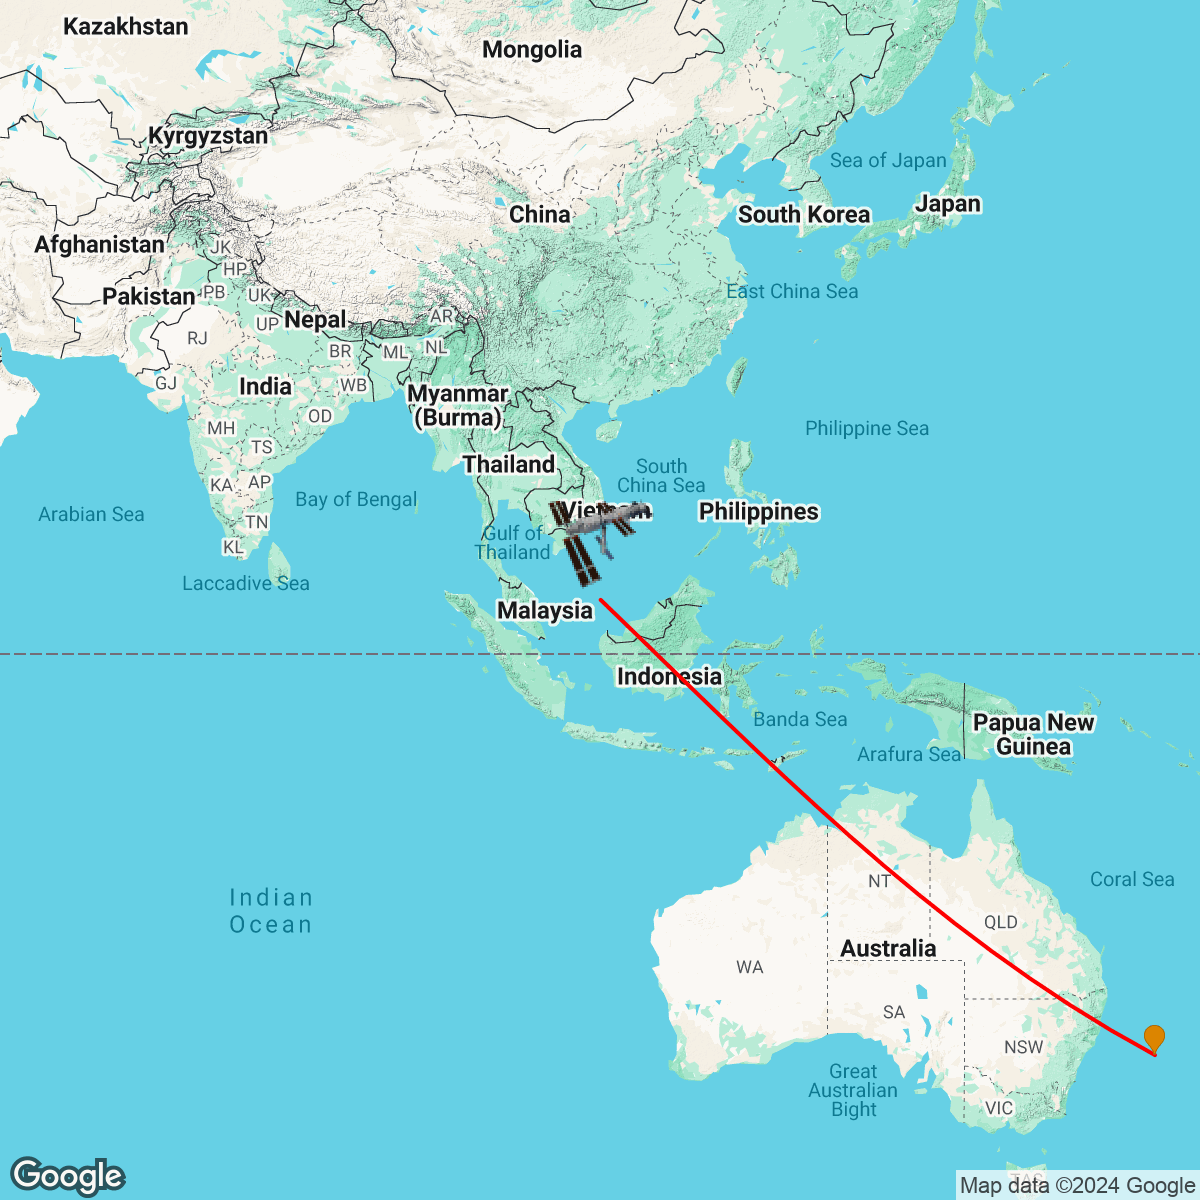 Kazakhstan
Mongolia
Kyrgyzstan
Sea of Japan
China
South Korea
Japan
Afghanistan
JK
HP
Pakistan
PB
UK
East China Sea
Nepal
AR
UP
RJ
BR
ML
NL
GJ
India
WB
Myanmar
(Burma)
OD
MH
Philippine Sea
TS
Thailand
South
China Sea
KA
AP
Bay of Bengal
Arabian Sea
Vietnam
Philippines
TN
Gulf of
Thailand
KL
Laccadive Sea
Malaysia
Indonesia
Banda Sea
Papua New
Guinea
Arafura Sea
NT
Coral Sea
Indian
Ocean
QLD
Australia
WA
SA
NSW
Great
Australian
Bight
VIC
TAS
Google
Map data ©2024 Google